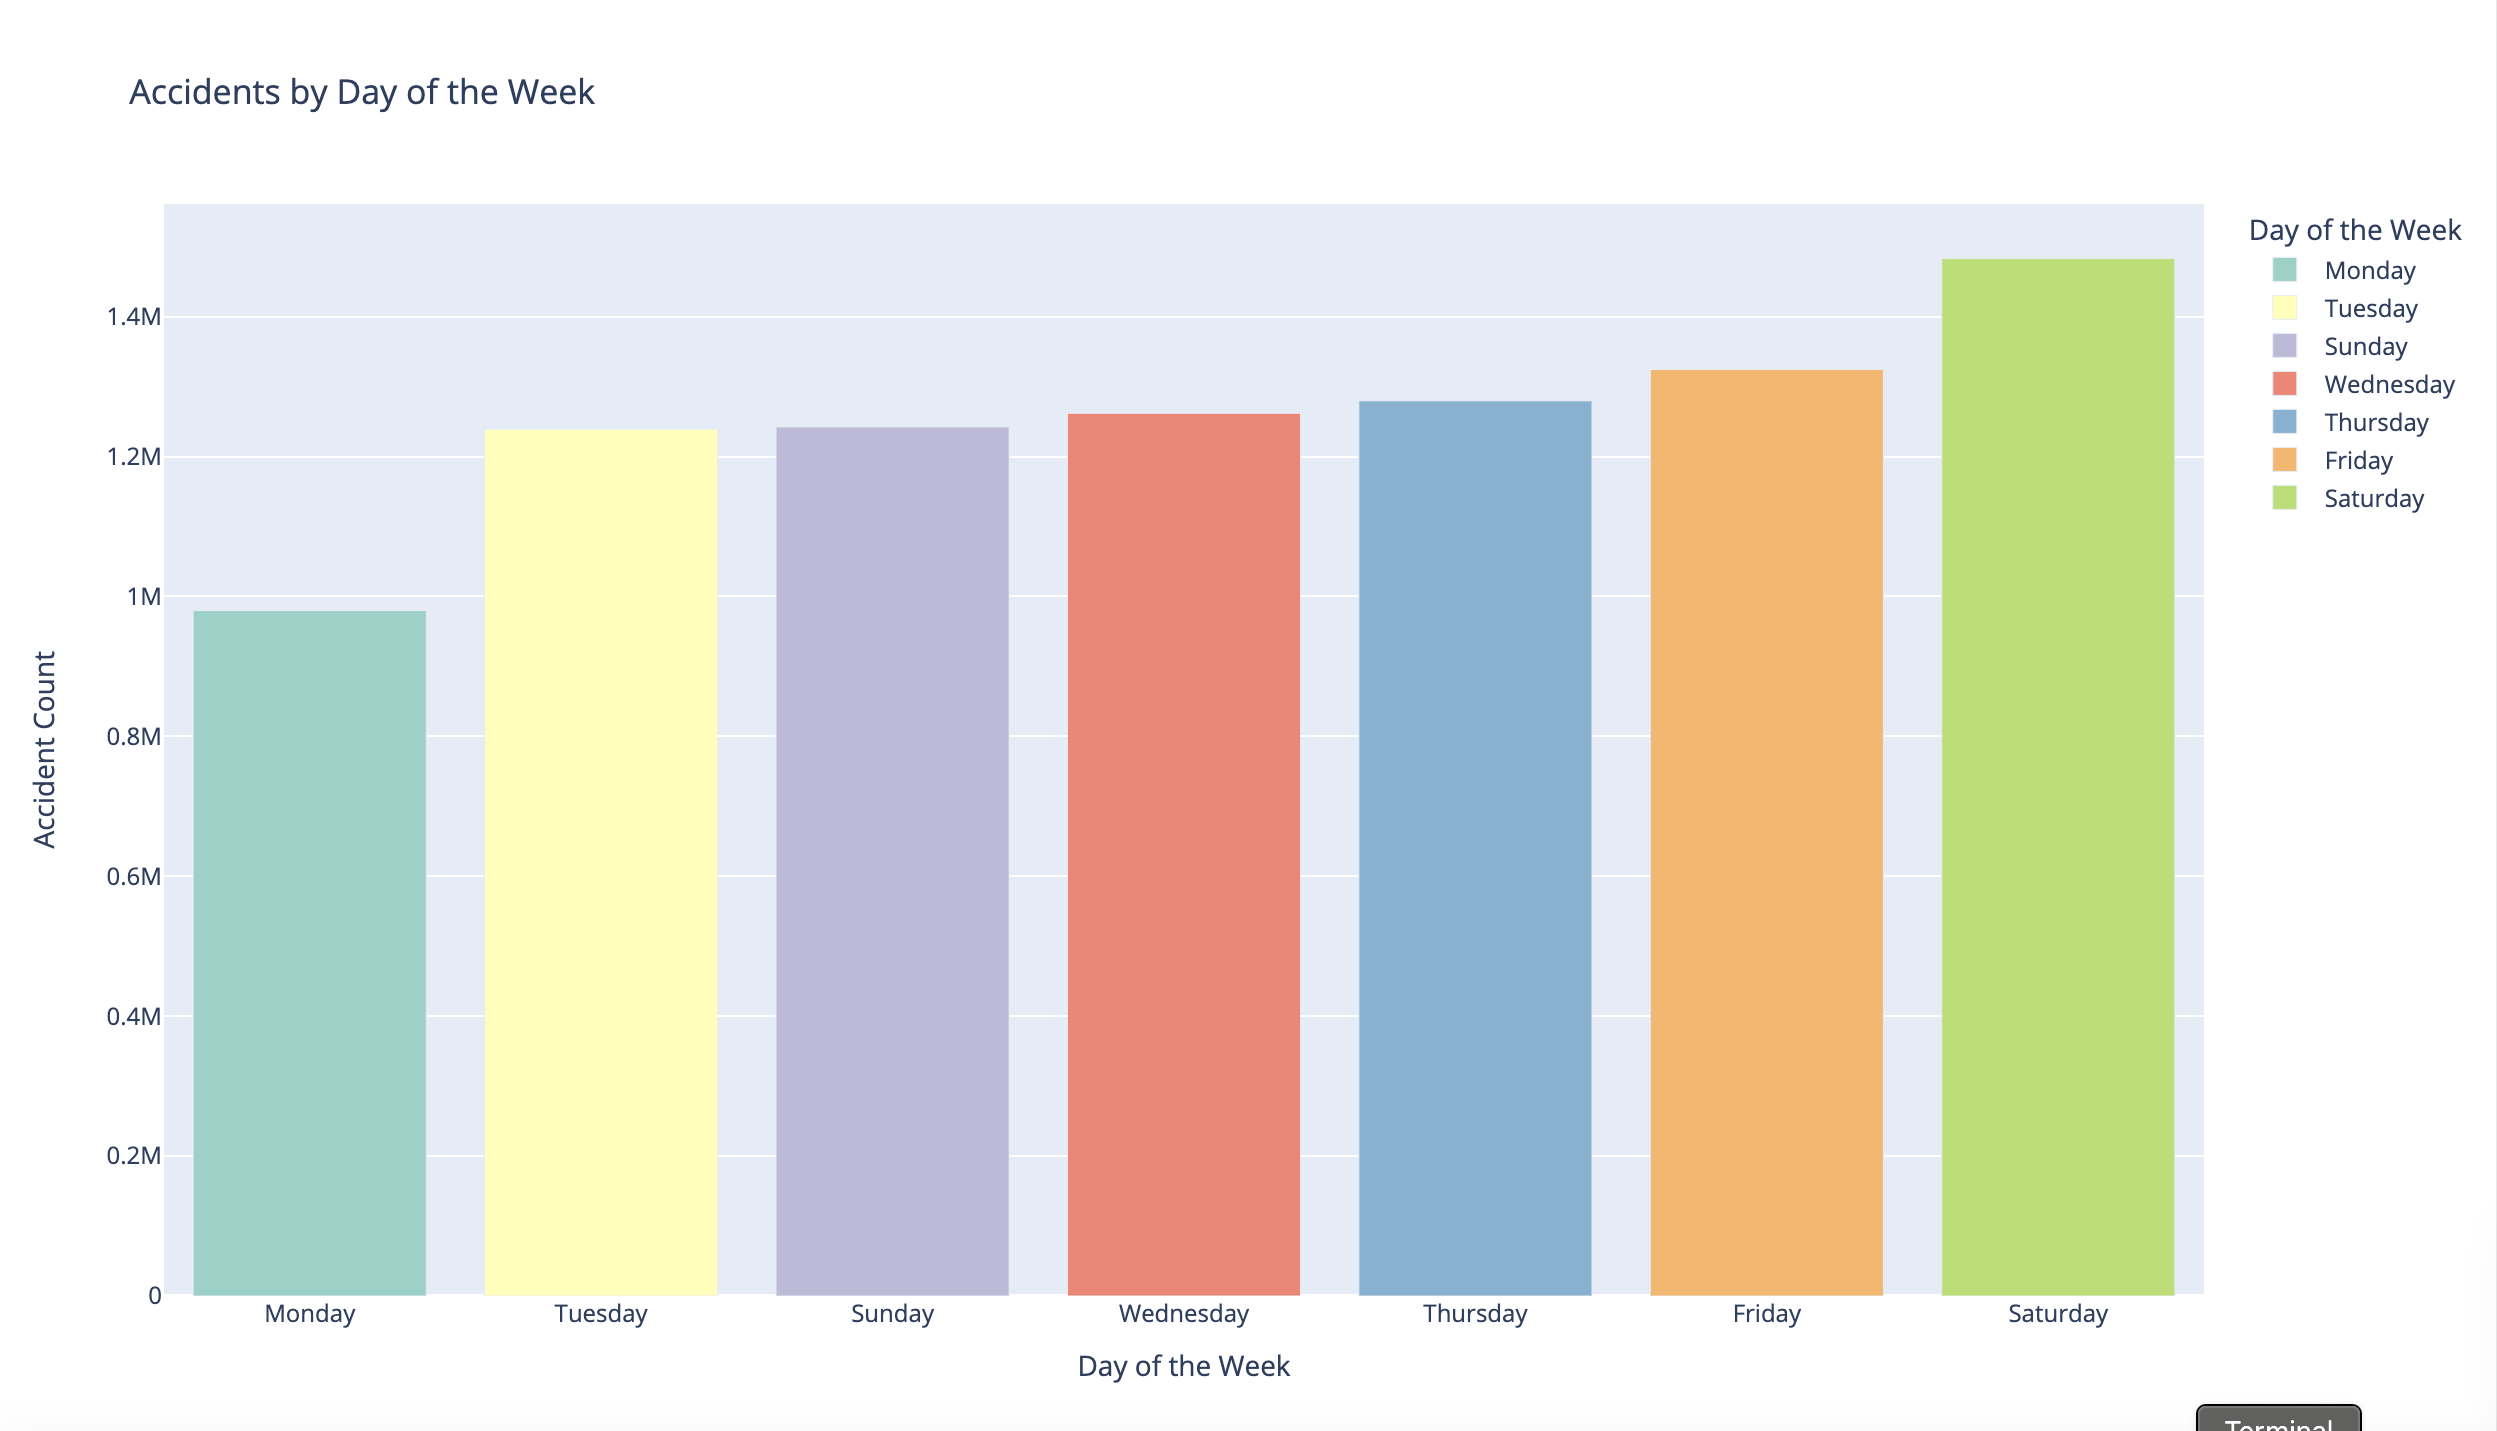 Accidents by Day of the Week
Day of the Week
Monday
Tuesday
Sunday
Wednesday
Thursday
Friday
Saturday
1.4M
1.2M
1M
0.8M
0.6M
0.4M
0.2M
0
Accident Count
Monday Tuesday Sunday Wednesday Thursday Friday Saturday
Day of the Week
Terminal